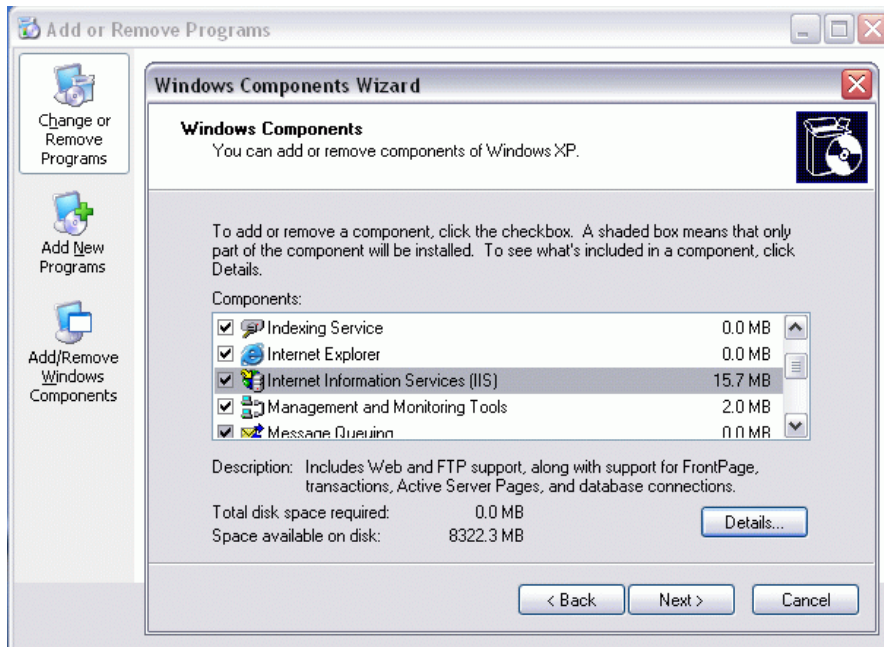 Add or Remove Programs
Change or
Remove
Programs
Add New
Programs
Add/Remove
Windows
Components
Windows Components Wizard
Windows Components
You can add or remove components of Windows XP.
To add or remove a component, click the checkbox. A shaded box means that only
part of the component will be installed. To see what's included in a component, click
Details.
Components:
Indexing Service 0.0 MB
Internet Explorer 0.0 MB
Internet Information Services (IIS) 15.7 MB
Management and Monitoring Tools 2.0 MB
Message Queuing 0.0 MB
Description: Includes Web and FTP support, along with support for FrontPage,
transactions, Active Server Pages, and database connections.
Total disk space required: 0.0 MB
Space available on disk: 8322.3 MB
Details...
< Back Next > Cancel